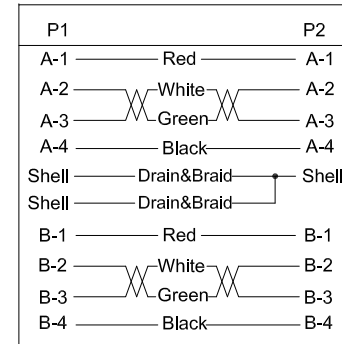 P1 P2
A-1 Red A-1
A-2 White A-2
A-3 Green A-3
A-4 Black A-4
Shell Drain&Braid Shell
Shell Drain&Braid
B-1 Red B-1
B-2 White B-2
B-3 Green B-3
B-4 Black B-4